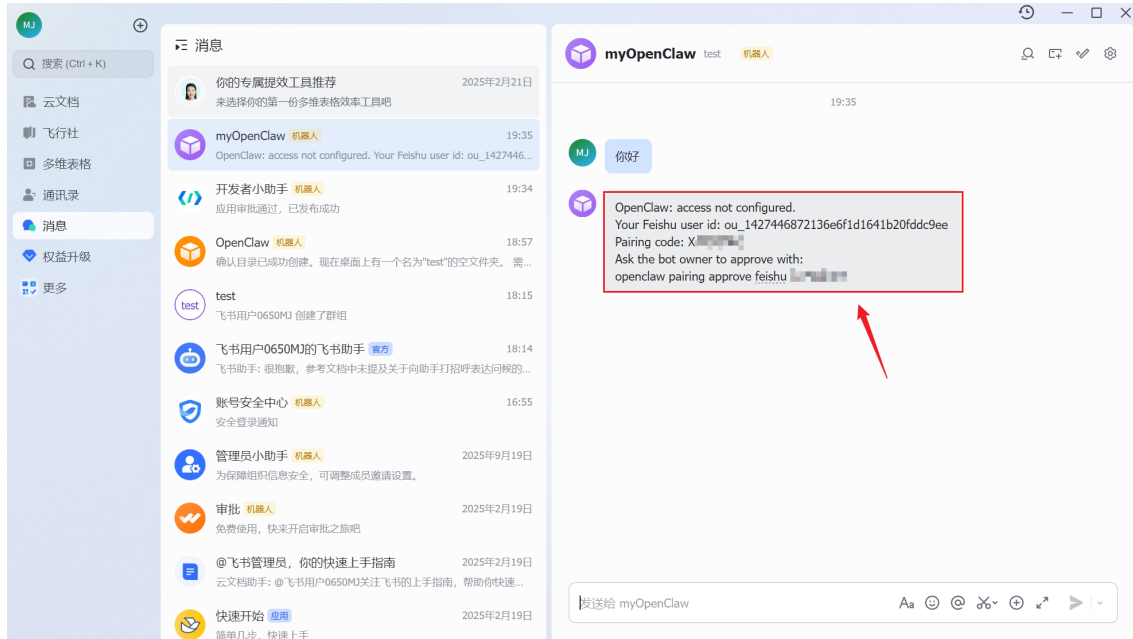 MJ
搜索 (Ctrl + K)
云文档
飞行社
多维表格
通讯录
消息
权益升级
更多
消息
你的专属提效工具推荐 2025年2月21日
来选择你的第一份多维表格效率工具吧
myOpenClaw 机器人 19:35
OpenClaw: access not configured. Your Feishu user id: ou_1427446...
开发者小助手 机器人 19:34
应用审批通过，已发布成功
OpenClaw 机器人 18:57
确认目录已成功创建。现在桌面上有一个名为"test"的空文件夹。 需...
test
test 18:15
飞书用户0650MJ 创建了群组
飞书用户0650MJ的飞书助手 官方 18:14
飞书助手: 很抱歉，参考文档中未提及关于向助手打招呼表达问候的...
账号安全中心 机器人 16:55
安全登录通知
管理员小助手 机器人 2025年9月19日
为保障组织信息安全，可调整成员邀请设置。
审批 机器人 2025年2月19日
免费使用，快来开启审批之旅吧
@飞书管理员，你的快速上手指南 2025年2月19日
云文档助手: @飞书用户0650MJ关注飞书的上手指南，帮助你快速...
快速开始 应用 2025年2月19日
简单几步，快速上手
myOpenClaw test 机器人
19:35
MJ
你好
OpenClaw: access not configured.
Your Feishu user id: ou_1427446872136e6f1d1641b20fddc9ee
Pairing code: X
Ask the bot owner to approve with:
openclaw pairing approve feishu
发送给 myOpenClaw
Aa